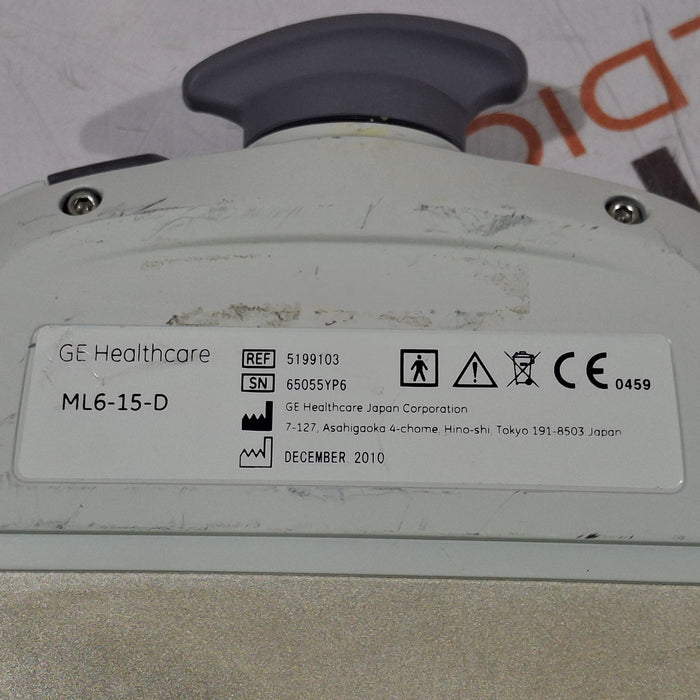 EDIC
GE Healthcare
ML6-15-D
REF 5199103
SN 65055YP6
GE Healthcare Japan Corporation
7-127, Asahigaoka 4-chome, Hino-shi, Tokyo 191-8503 Japan
DECEMBER. 2010
CE 0459